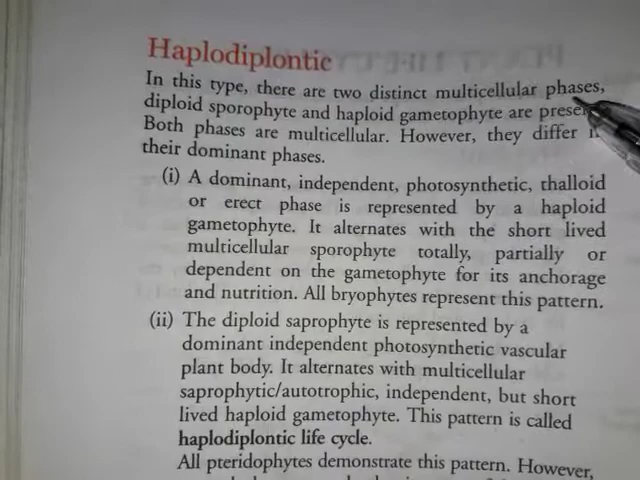 Haplodiplontic
In this type, there are two distinct multicellular phases,
diploid sporophyte and haploid gametophyte are
Both phases are multicellular. However, they differ
their dominant phases.
(i) A dominant, independent, photosynthetic, thalloid
or erect phase is represented by a haploid
gametophyte. It alternates with the short lived
multicellular sporophyte totally, partially or
dependent on the gametophyte for its anchorage
and nutrition. All bryophytes represent this pattern.
(ii) The diploid saprophyte is represented by a
dominant independent photosynthetic vascular
plant body. It alternates with multicellular
saprophytic/autotrophic, independent, but short
lived haploid gametophyte. This pattern is called
haplodiplontic life cycle.
All pteridophytes demonstrate this pattern. However,